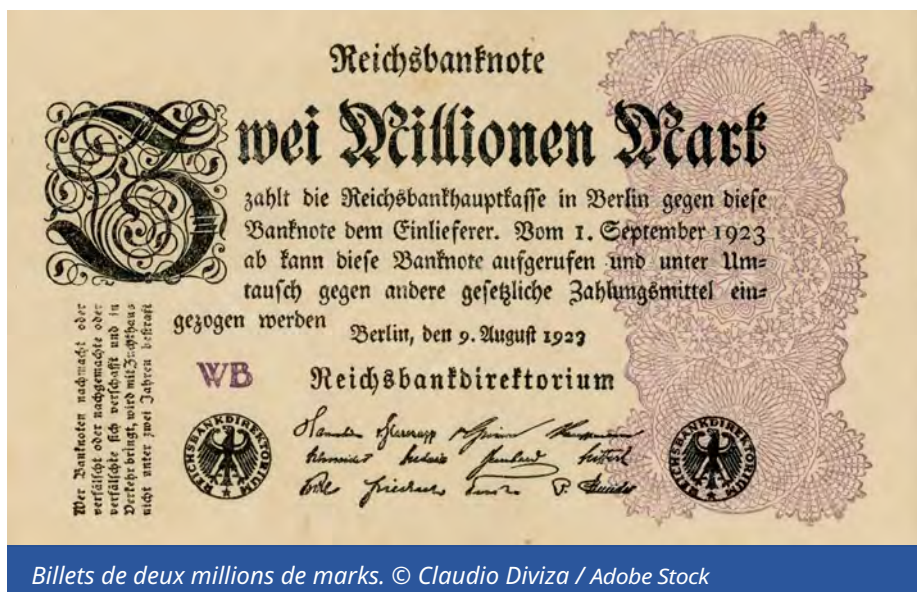 Reichsbanknote
Zwei Millionen Mark
zahlt die Reichsbankhauptkasse in Berlin gegen diese
Banknote dem Einlieferer. Vom 1. September 1923
ab kann diese Banknote aufgerufen und unter Um=
tausch gegen andere gesetzliche Zahlungsmittel ein=
gezogen werden
Berlin, den 9. August 1923
WB
Reichsbankdirektorium
Wer Banknoten nachmacht oder
verfälscht oder nachgemachte oder
verfälschte sich verschafft und in
Verkehr bringt, wird mit Zuchthaus
nicht unter zwei Jahren bestraft
REICHSBANKDIREKTORIUM
REICHSBANKDIREKTORIUM
Billets de deux millions de marks. © Claudio Diviza / Adobe Stock